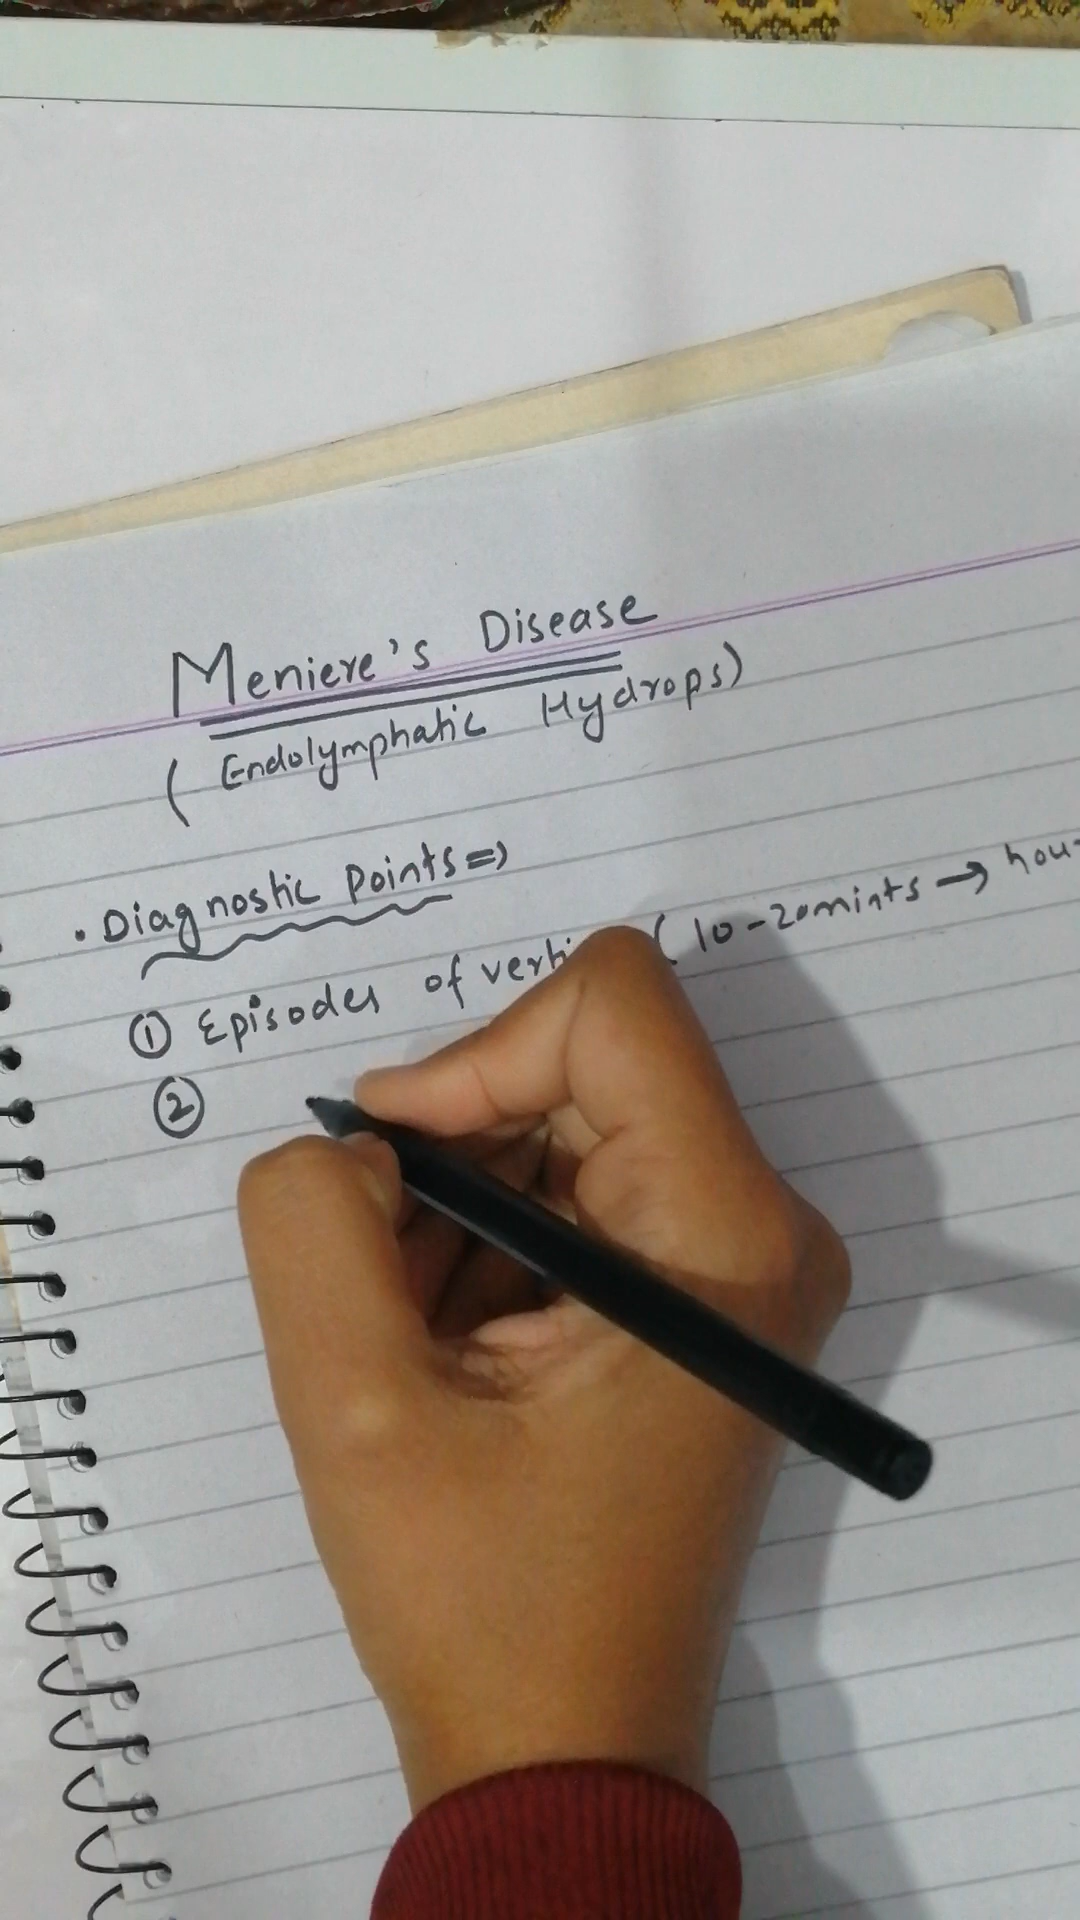 Meniere's Disease
(Endolymphatic Hydrops)
. Diagnostic Points =>
① Episodes of ( 10-20mints →
②